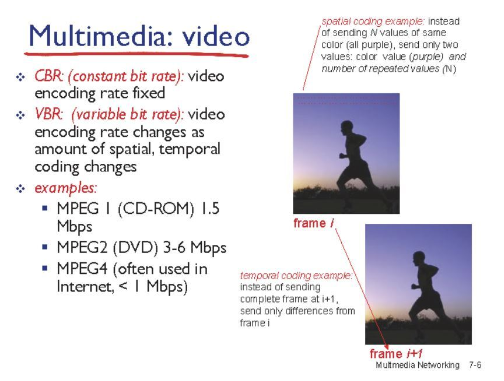 Multimedia: video
spatial coding example: instead
of sending N values of same
color (all purple), send only two
values: color value (purple) and
number of repeated values (N)
❖ CBR: (constant bit rate): video
encoding rate fixed
❖ VBR: (variable bit rate): video
encoding rate changes as
amount of spatial, temporal
coding changes
❖ examples:
▪ MPEG 1 (CD-ROM) 1.5
Mbps
▪ MPEG2 (DVD) 3-6 Mbps
▪ MPEG4 (often used in
Internet, < 1 Mbps)
frame i
temporal coding example:
instead of sending
complete frame at i+1,
send only differences from
frame i
frame i+1
Multimedia Networking 7-6